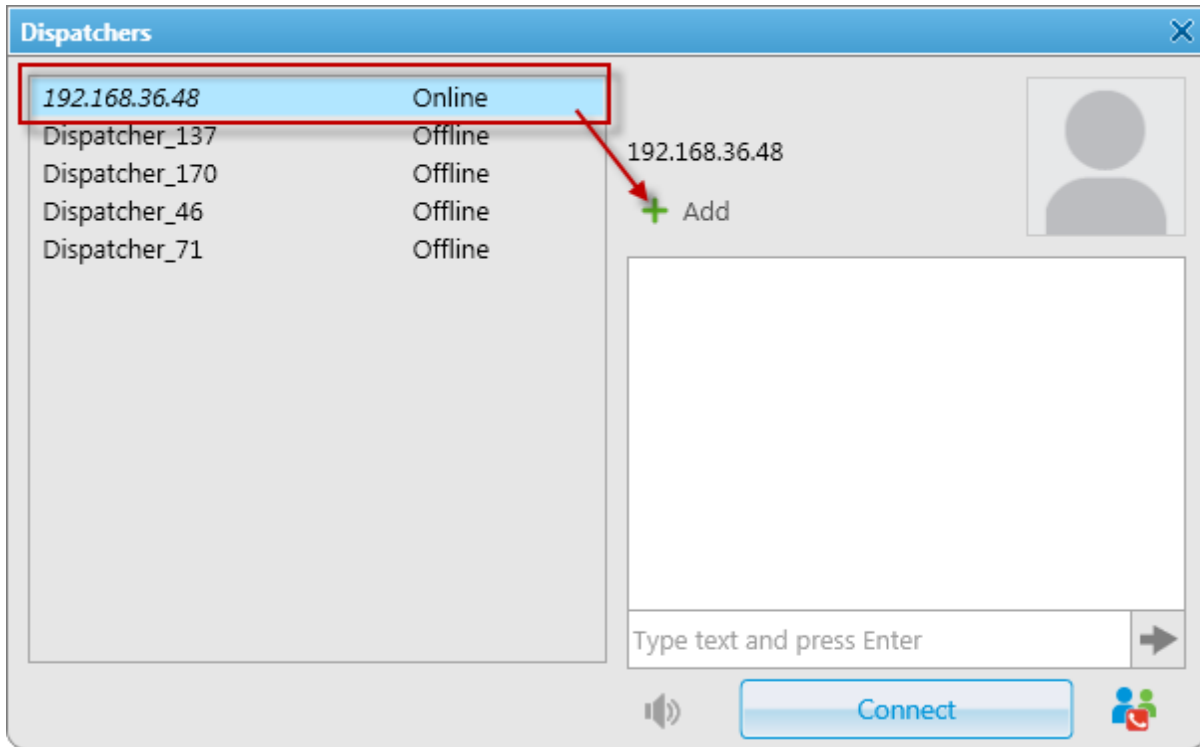 Dispatchers
192.168.36.48 Online
Dispatcher_137 Offline
Dispatcher_170 Offline
Dispatcher_46 Offline
Dispatcher_71 Offline
192.168.36.48
Add
Type text and press Enter
Connect